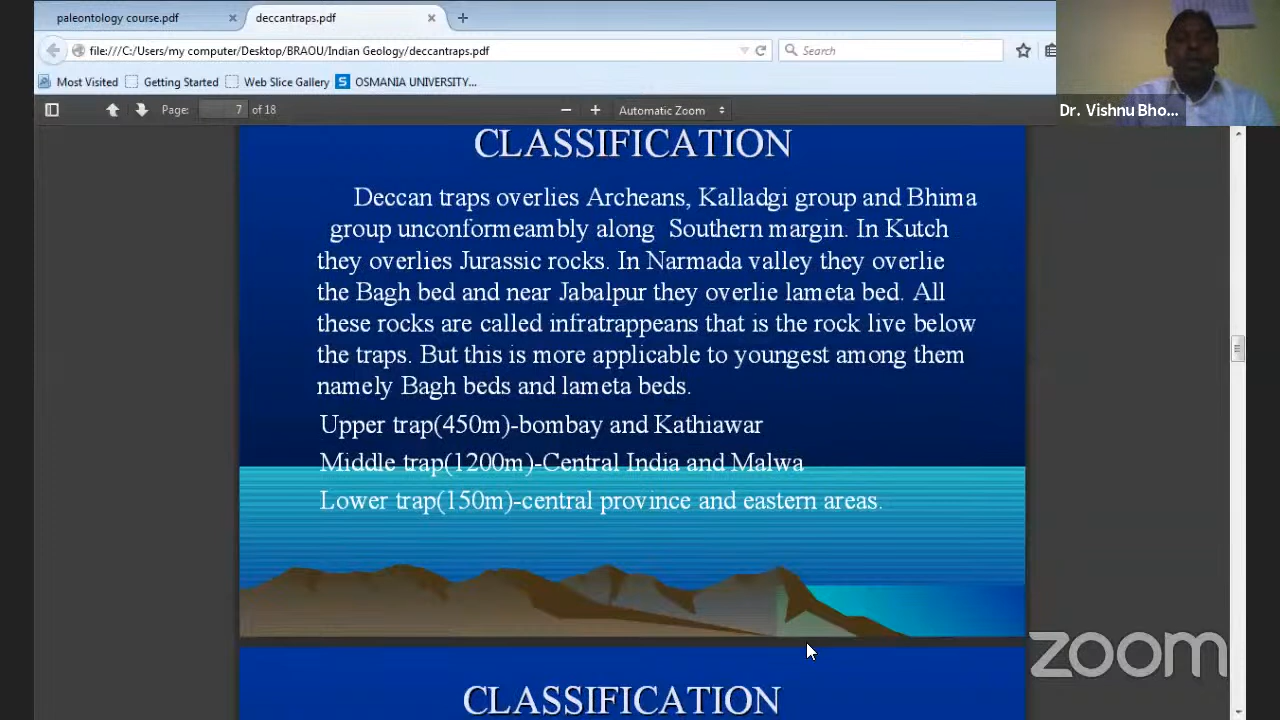 paleontology course.pdf
deccantraps.pdf
file:///C:/Users/my computer/Desktop/BRAOU/Indian Geology/deccantraps.pdf
Search
Most Visited
Getting Started
Web Slice Gallery
S
OSMANIA UNIVERSITY...
Page:
7
of 18
Automatic Zoom
Dr. Vishnu Bho...
CLASSIFICATION
Deccan traps overlies Archeans, Kalladgi group and Bhima
group unconformeambly along Southern margin. In Kutch
they overlies Jurassic rocks. In Narmada valley they overlie
the Bagh bed and near Jabalpur they overlie lameta bed. All
these rocks are called infratrappeans that is the rock live below
the traps. But this is more applicable to youngest among them
namely Bagh beds and lameta beds.
Upper trap(450m)-bombay and Kathiawar
Middle trap(1200m)-Central India and Malwa
Lower trap(150m)-central province and eastern areas.
zoom
CLASSIFICATION